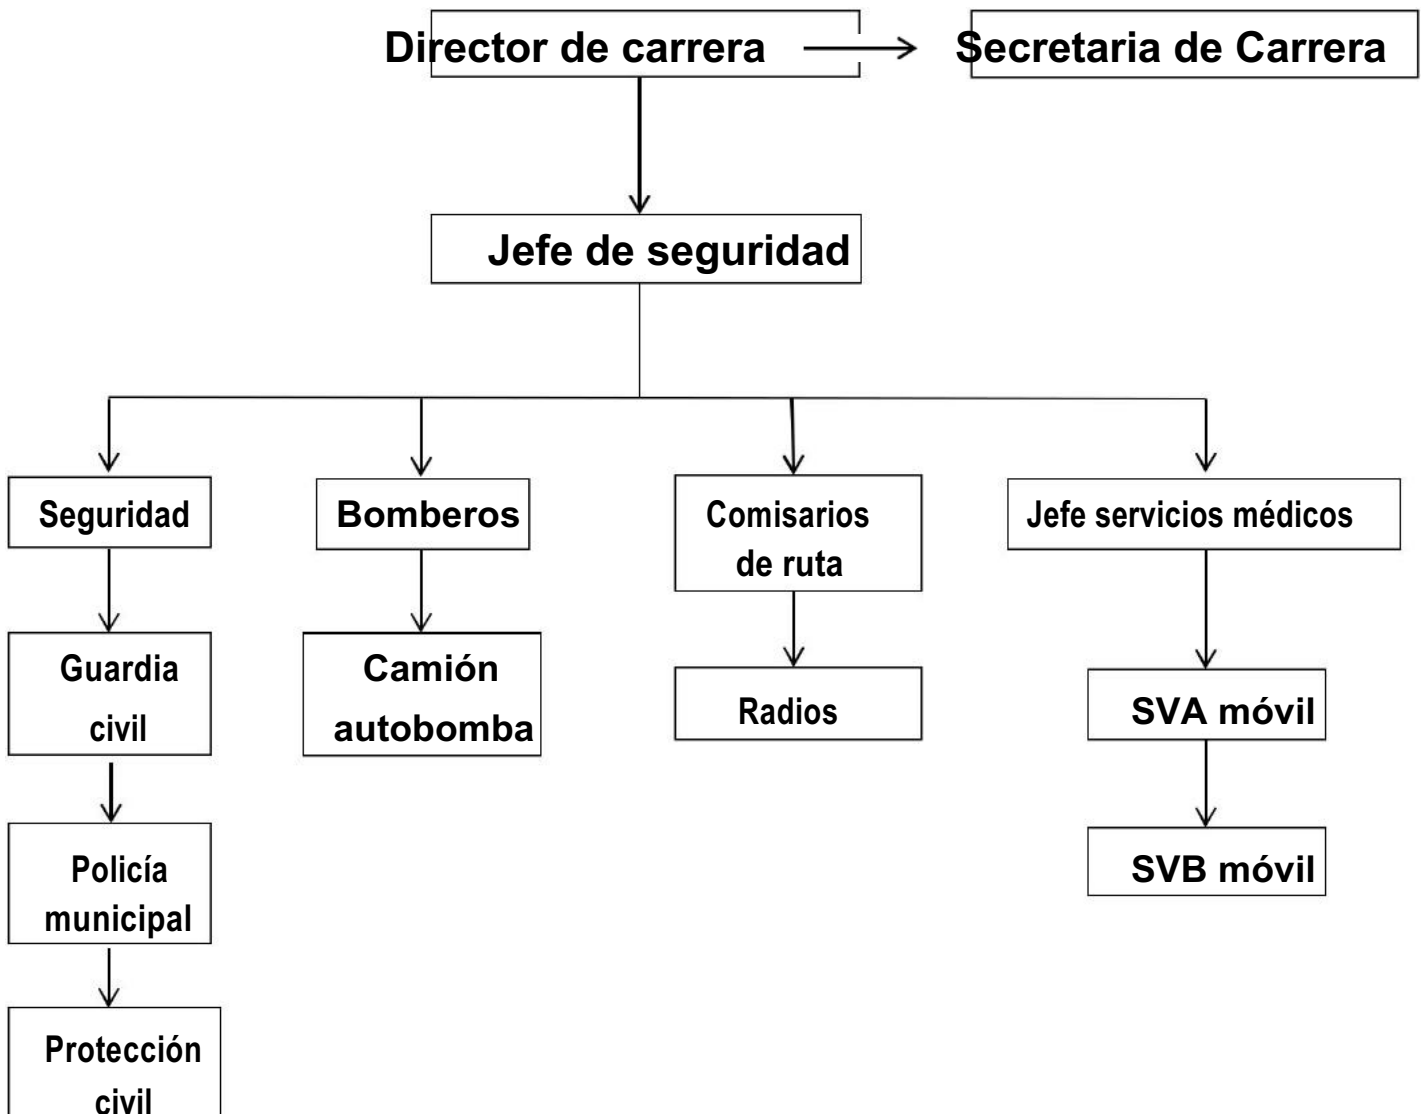 Director de carrera
Secretaria de Carrera
Jefe de seguridad
Seguridad
Bomberos
Comisarios
de ruta
Jefe servicios médicos
Guardia
civil
Camión
autobomba
Radios
SVA móvil
Policía
municipal
SVB móvil
Protección
civil